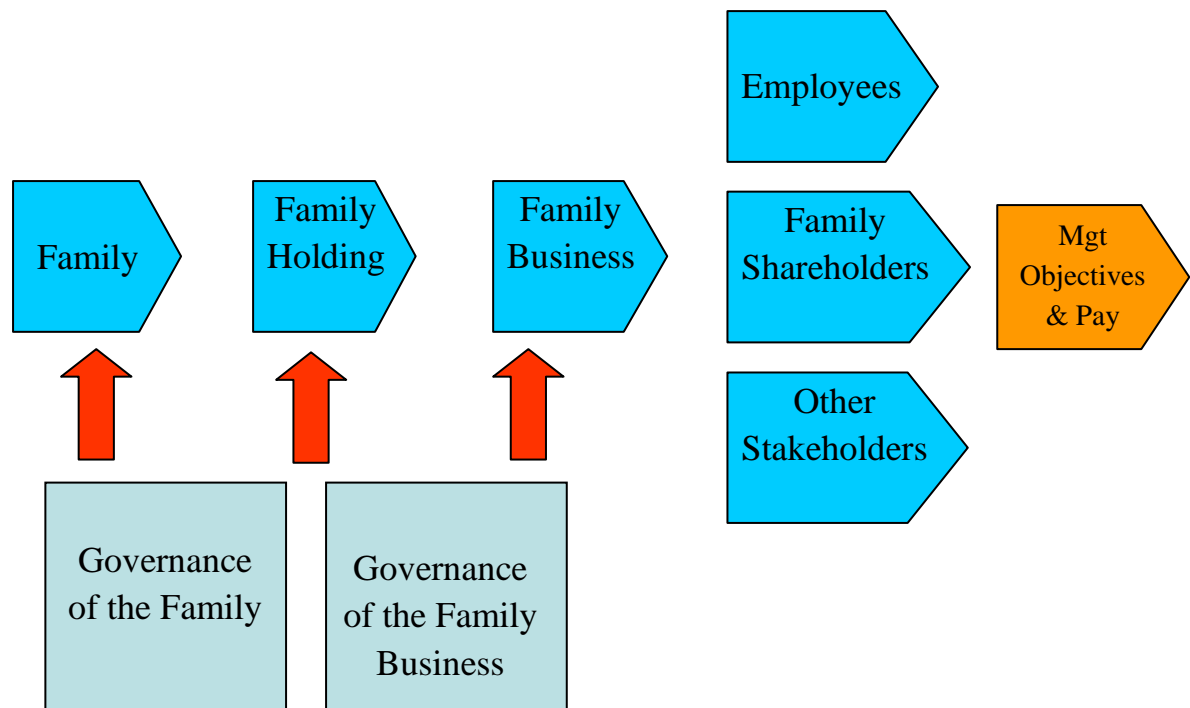 Employees
Family
Family
Holding
Family
Business
Family
Shareholders
Mgt
Objectives
& Pay
Other
Stakeholders
Governance
of the Family
Governance
of the Family
Business